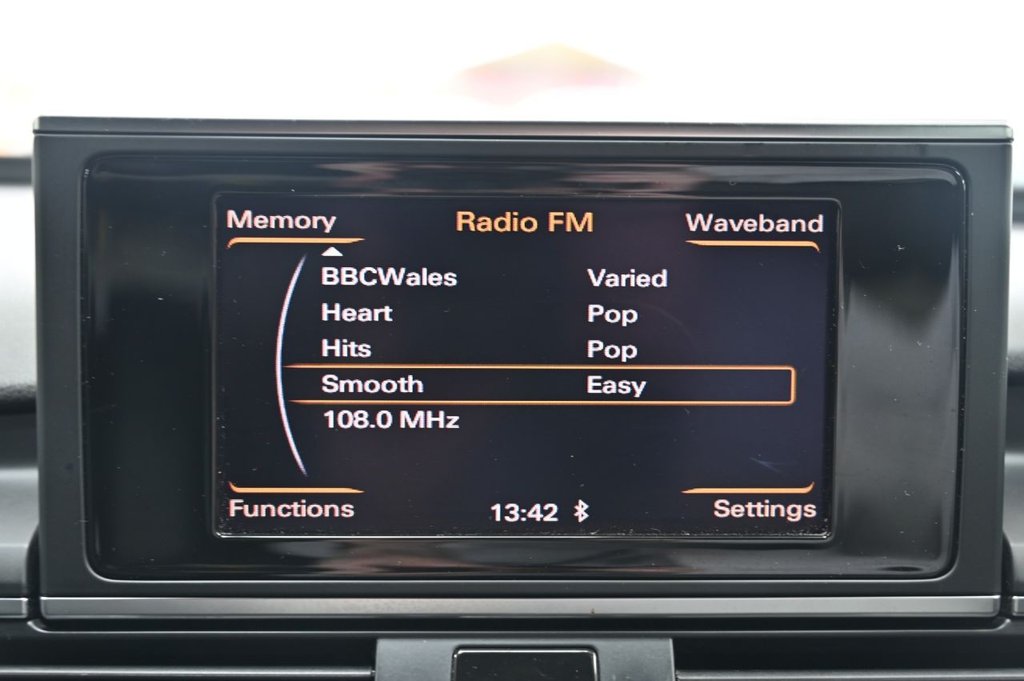 Memory Radio FM Waveband
BBCWales Varied
Heart Pop
Hits Pop
Smooth Easy
108.0 MHz
Functions 13:42 Settings